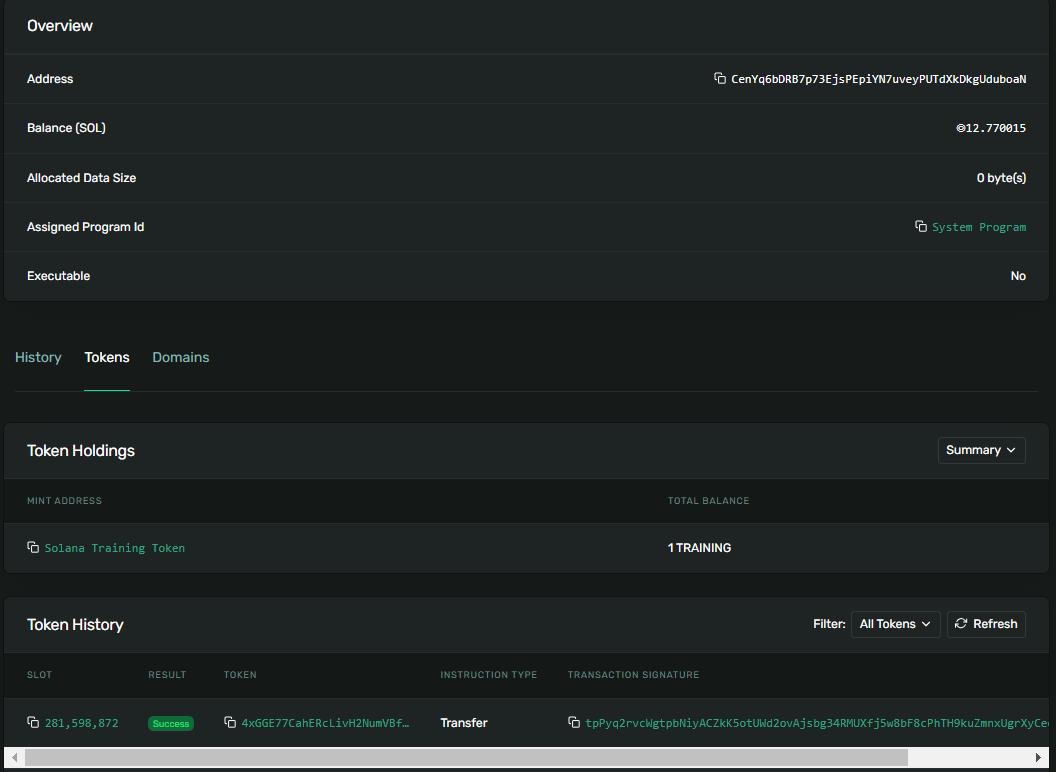 Overview
Address CenYq6bDRB7p73EjsPEpiYN7uveyPUTdXkDkgUduboaN
Balance (SOL) ◎12.770015
Allocated Data Size 0 byte(s)
Assigned Program Id System Program
Executable No
History Tokens Domains
Token Holdings Summary
MINT ADDRESS TOTAL BALANCE
Solana Training Token 1 TRAINING
Token History Filter: All Tokens Refresh
SLOT RESULT TOKEN INSTRUCTION TYPE TRANSACTION SIGNATURE
281,598,872 Success 4xGGE77CahERcLivH2NumVBf… Transfer tpPyq2rvcWgtpbNiyACZkK5otUWd2ovAjsbg34RMUXfj5w8bF8cPhTH9kuZmnxUgrXyCe